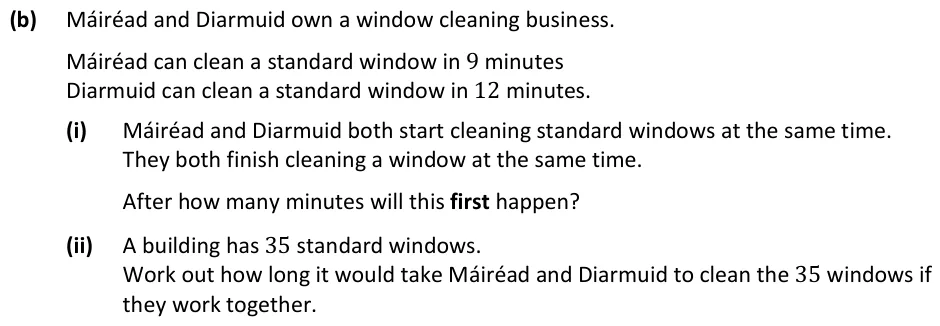 (b) Máiréad and Diarmuid own a window cleaning business.
Máiréad can clean a standard window in 9 minutes
Diarmuid can clean a standard window in 12 minutes.
(i) Máiréad and Diarmuid both start cleaning standard windows at the same time.
They both finish cleaning a window at the same time.
After how many minutes will this first happen?
(ii) A building has 35 standard windows.
Work out how long it would take Máiréad and Diarmuid to clean the 35 windows if
they work together.